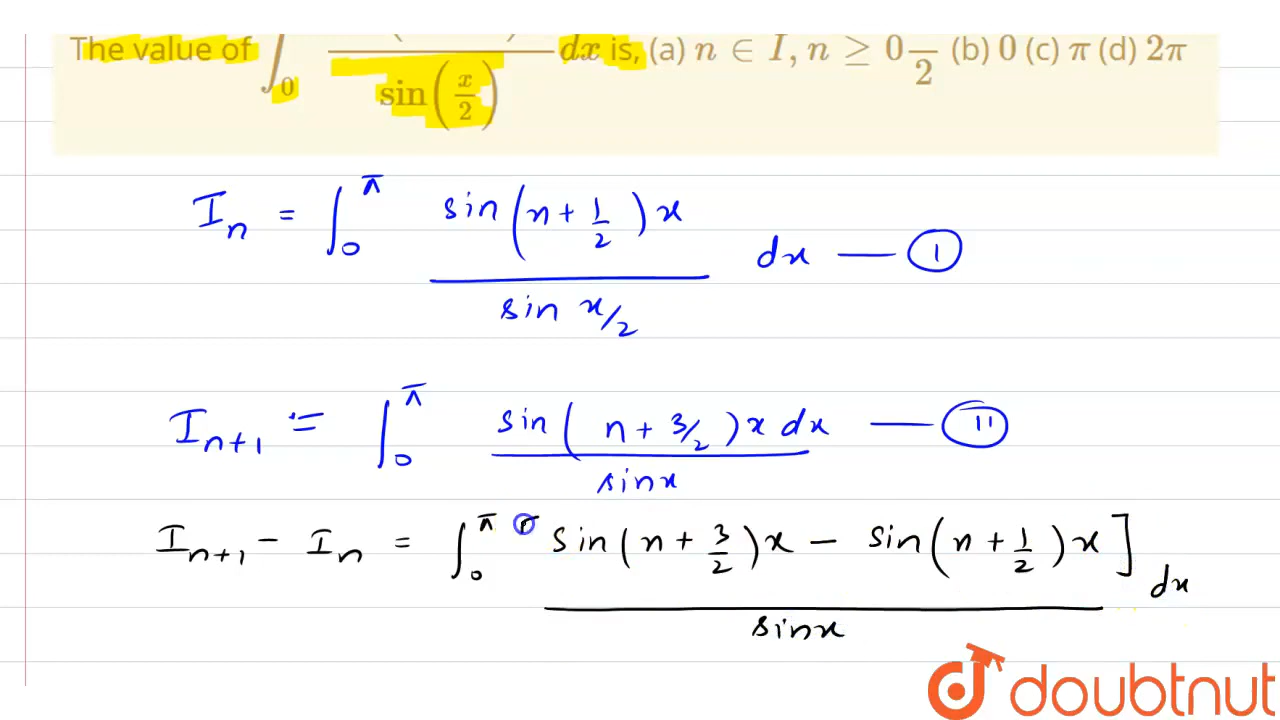 The value of ∫₀ ───── dx is, (a) n ∈ I, n ≥ 0 ─ (b) 0 (c) π (d) 2π
sin(x/2) 2
Iₙ = ∫₀^π sin(n + 1/2)x / sin x/2 dx — ①
Iₙ₊₁ = ∫₀^π sin(n + 3/2)x dx / sinx — ⑪
Iₙ₊₁ - Iₙ = ∫₀^π [sin(n + 3/2)x - sin(n + 1/2)x] / sinx dx
doubtnut